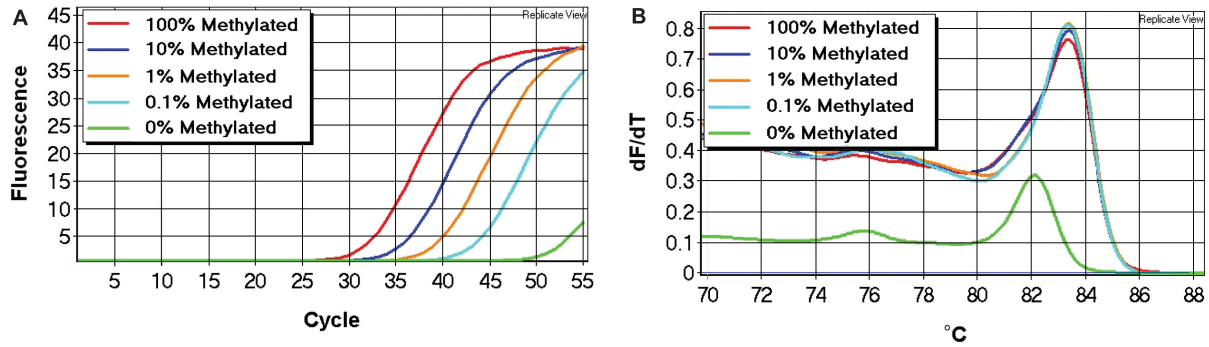 A
Replicate View
100% Methylated
10% Methylated
1% Methylated
0.1% Methylated
0% Methylated
Fluorescence
45
40
35
30
25
20
15
10
5
5 10 15 20 25 30 35 40 45 50 55
Cycle
B
Replicate View
100% Methylated
10% Methylated
1% Methylated
0.1% Methylated
0% Methylated
dF/dT
0.8
0.7
0.6
0.5
0.4
0.3
0.2
0.1
0
70 72 74 76 78 80 82 84 86 88
°C